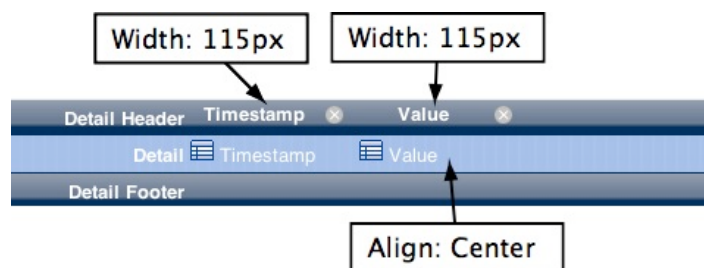 Width: 115px Width: 115px
Detail Header Timestamp Value
Detail Timestamp Value
Detail Footer
Align: Center